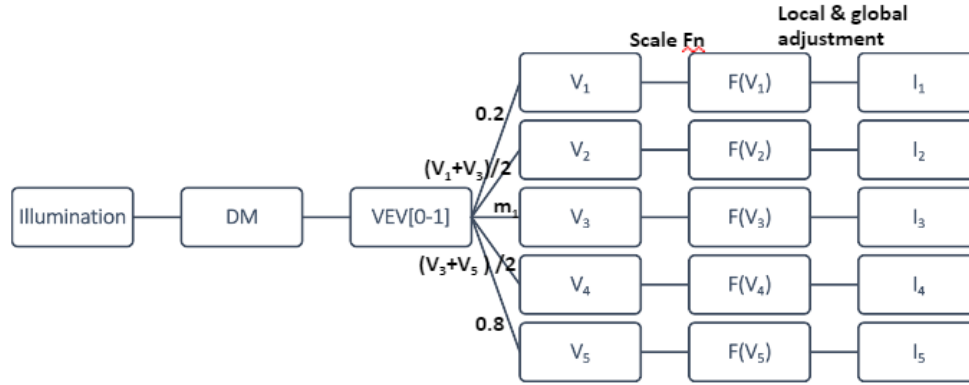 Local & global
adjustment
Scale Fn
V₁ F(V₁) I₁
0.2
V₂ F(V₂) I₂
(V₁+V₃)/2
Illumination DM VEV[0-1] m₁ V₃ F(V₃) I₃
(V₃+V₅ ) /2
V₄ F(V₄) I₄
0.8
V₅ F(V₅) I₅